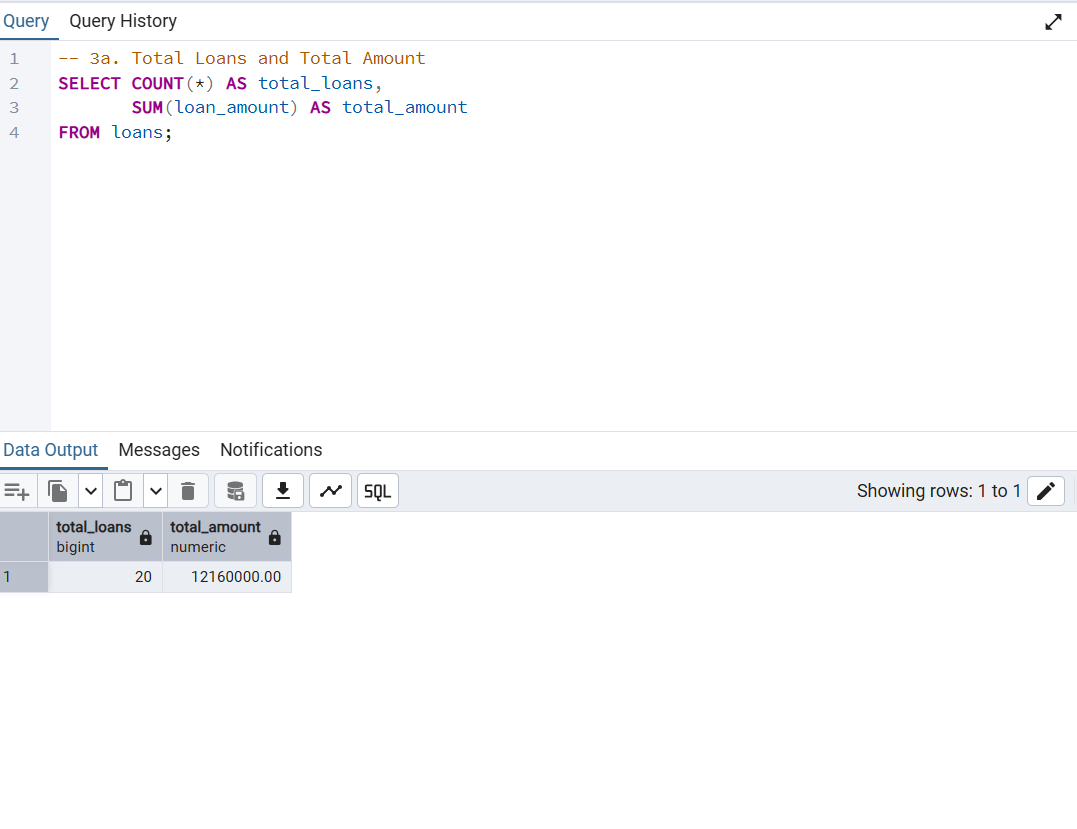 Query Query History
1 -- 3a. Total Loans and Total Amount
2 SELECT COUNT(*) AS total_loans,
3 SUM(loan_amount) AS total_amount
4 FROM loans;
Data Output Messages Notifications
SQL Showing rows: 1 to 1
total_loans total_amount
bigint numeric
1 20 12160000.00